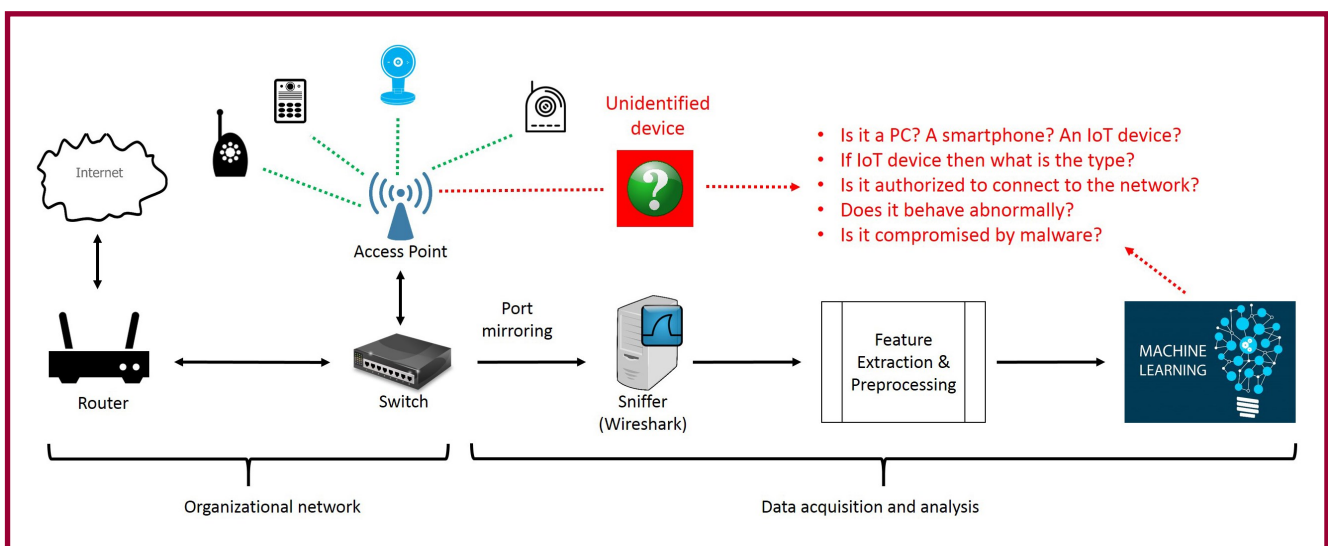 Unidentified
device
• Is it a PC? A smartphone? An IoT device?
• If IoT device then what is the type?
• Is it authorized to connect to the network?
• Does it behave abnormally?
• Is it compromised by malware?
Internet
?
Access Point
Port
mirroring
Feature
Extraction &
Preprocessing
MACHINE
LEARNING
Router
Switch
Sniffer
(Wireshark)
Organizational network
Data acquisition and analysis